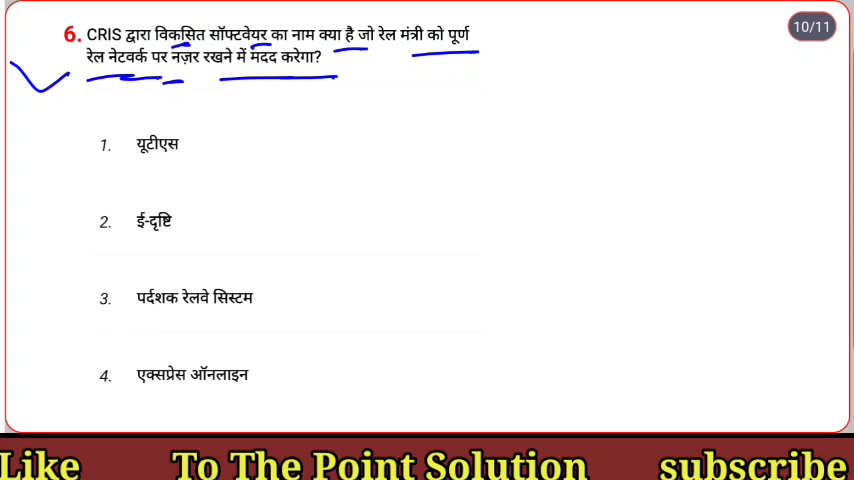 6. CRIS द्वारा विकसित सॉफ्टवेयर का नाम क्या है जो रेल मंत्री को पूर्ण
रेल नेटवर्क पर नज़र रखने में मदद करेगा?
10/11
1. यूटीएस
2. ई-दृष्टि
3. पर्दशक रेलवे सिस्टम
4. एक्सप्रेस ऑनलाइन
Like To The Point Solution subscribe